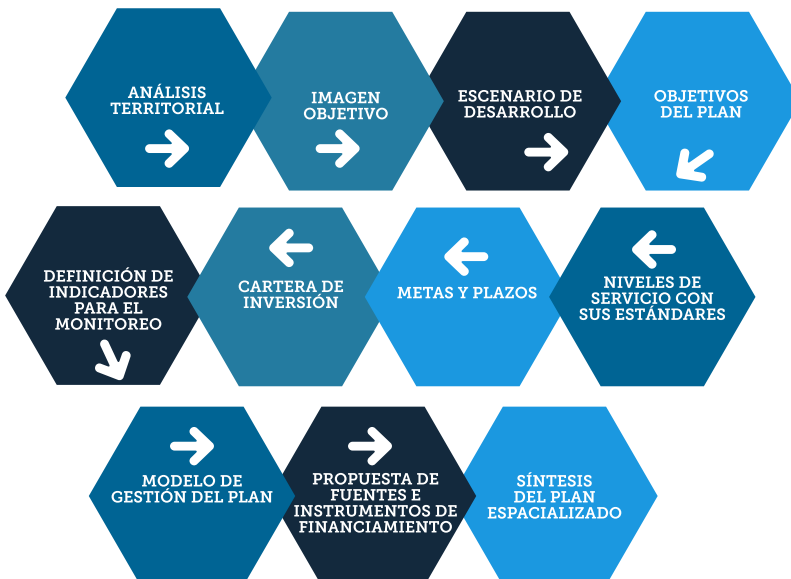 ANÁLISIS
TERRITORIAL
IMAGEN
OBJETIVO
ESCENARIO DE
DESARROLLO
OBJETIVOS
DEL PLAN
NIVELES DE
SERVICIO CON
SUS ESTÁNDARES
METAS Y PLAZOS
CARTERA DE
INVERSIÓN
DEFINICIÓN DE
INDICADORES
PARA EL
MONITOREO
MODELO DE
GESTIÓN DEL PLAN
PROPUESTA DE
FUENTES E
INSTRUMENTOS DE
FINANCIAMIENTO
SÍNTESIS
DEL PLAN
ESPACIALIZADO